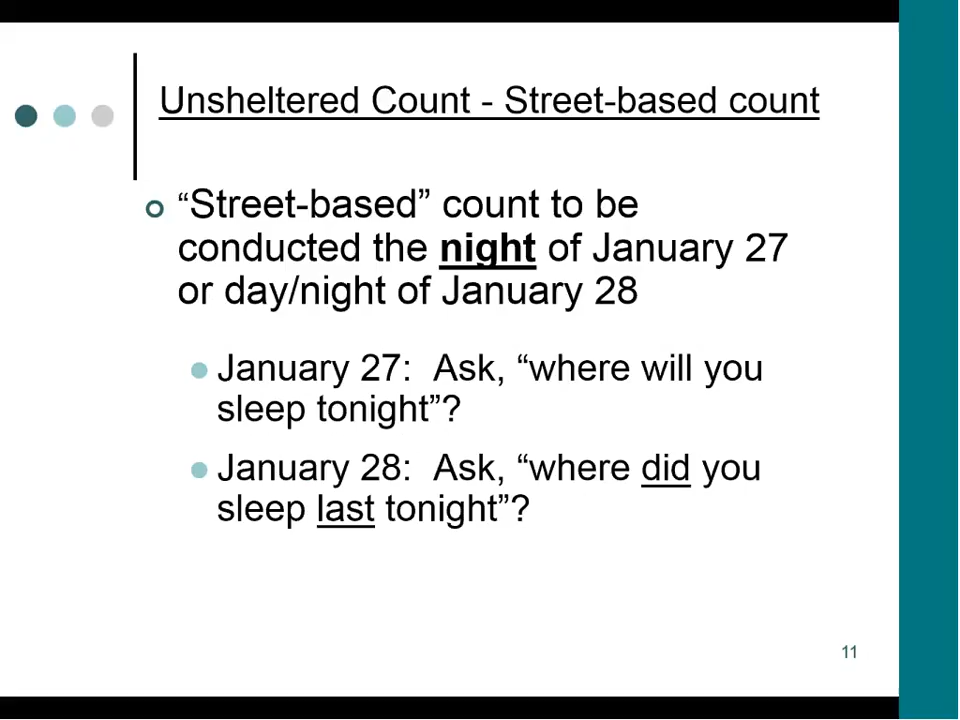 Unsheltered Count - Street-based count
“Street-based” count to be
conducted the night of January 27
or day/night of January 28
January 27:  Ask, “where will you
sleep tonight”?
January 28:  Ask, “where did you
sleep last tonight”?
11